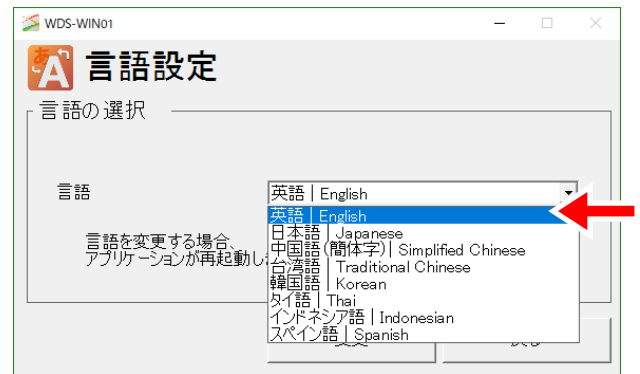 WDS-WIN01
あ A 言語設定
言語の選択
言語
英語 | English
英語 | English
日本語 | Japanese
中国語(簡体字) | Simplified Chinese
台湾語 | Traditional Chinese
韓国語 | Korean
タイ語 | Thai
インドネシア語 | Indonesian
スペイン語 | Spanish
言語を変更する場合、
アプリケーションが再起動し